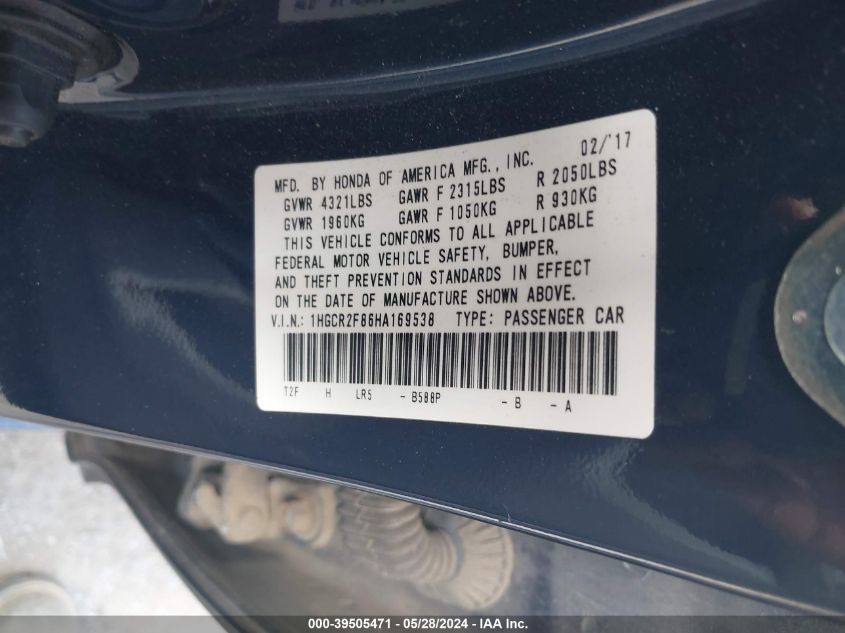 MFD. BY HONDA OF AMERICA MFG., INC. 02/'17
GVWR 4321LBS GAWR F 2315LBS R 2050LBS
GVWR 1960KG GAWR F 1050KG R 930KG
THIS VEHICLE CONFORMS TO ALL APPLICABLE
FEDERAL MOTOR VEHICLE SAFETY, BUMPER,
AND THEFT PREVENTION STANDARDS IN EFFECT
ON THE DATE OF MANUFACTURE SHOWN ABOVE.
V.I.N.: 1HGCR2F86HA169538 TYPE: PASSENGER CAR
T2F H LR5 - B588P - B - A
000-39505471 - 05/28/2024 - IAA Inc.